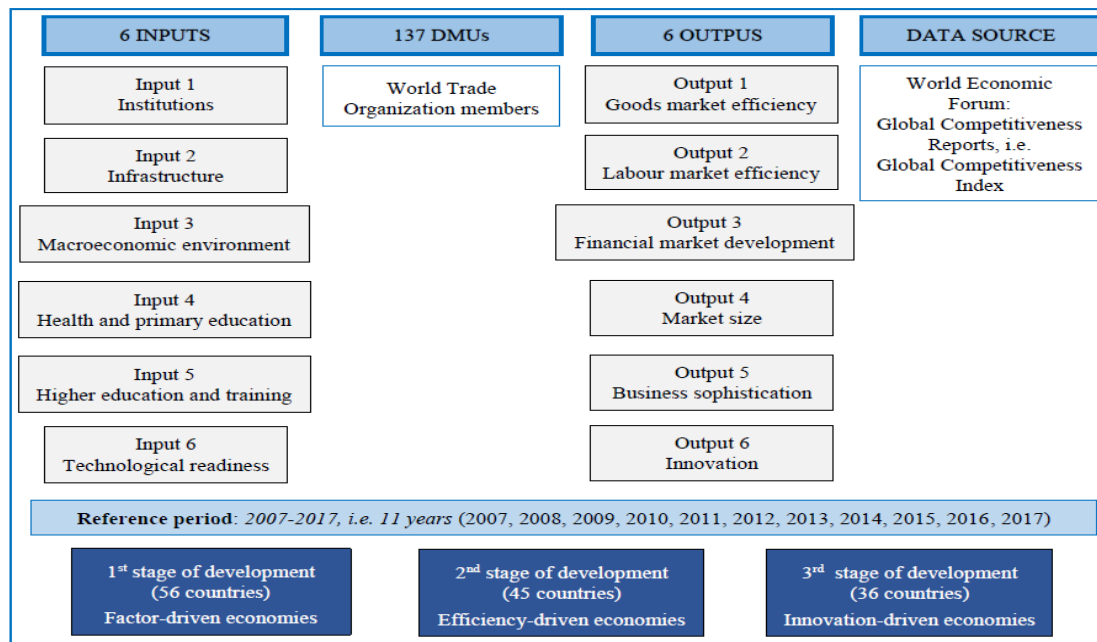 6 INPUTS
137 DMUs
6 OUTPUS
DATA SOURCE
Input 1
Institutions
Input 2
Infrastructure
Input 3
Macroeconomic environment
Input 4
Health and primary education
Input 5
Higher education and training
Input 6
Technological readiness
World Trade
Organization members
Output 1
Goods market efficiency
Output 2
Labour market efficiency
Output 3
Financial market development
Output 4
Market size
Output 5
Business sophistication
Output 6
Innovation
World Economic
Forum:
Global Competitiveness
Reports, i.e.
Global Competitiveness
Index
Reference period: 2007-2017, i.e. 11 years (2007, 2008, 2009, 2010, 2011, 2012, 2013, 2014, 2015, 2016, 2017)
1st stage of development
(56 countries)
Factor-driven economies
2nd stage of development
(45 countries)
Efficiency-driven economies
3rd stage of development
(36 countries)
Innovation-driven economies